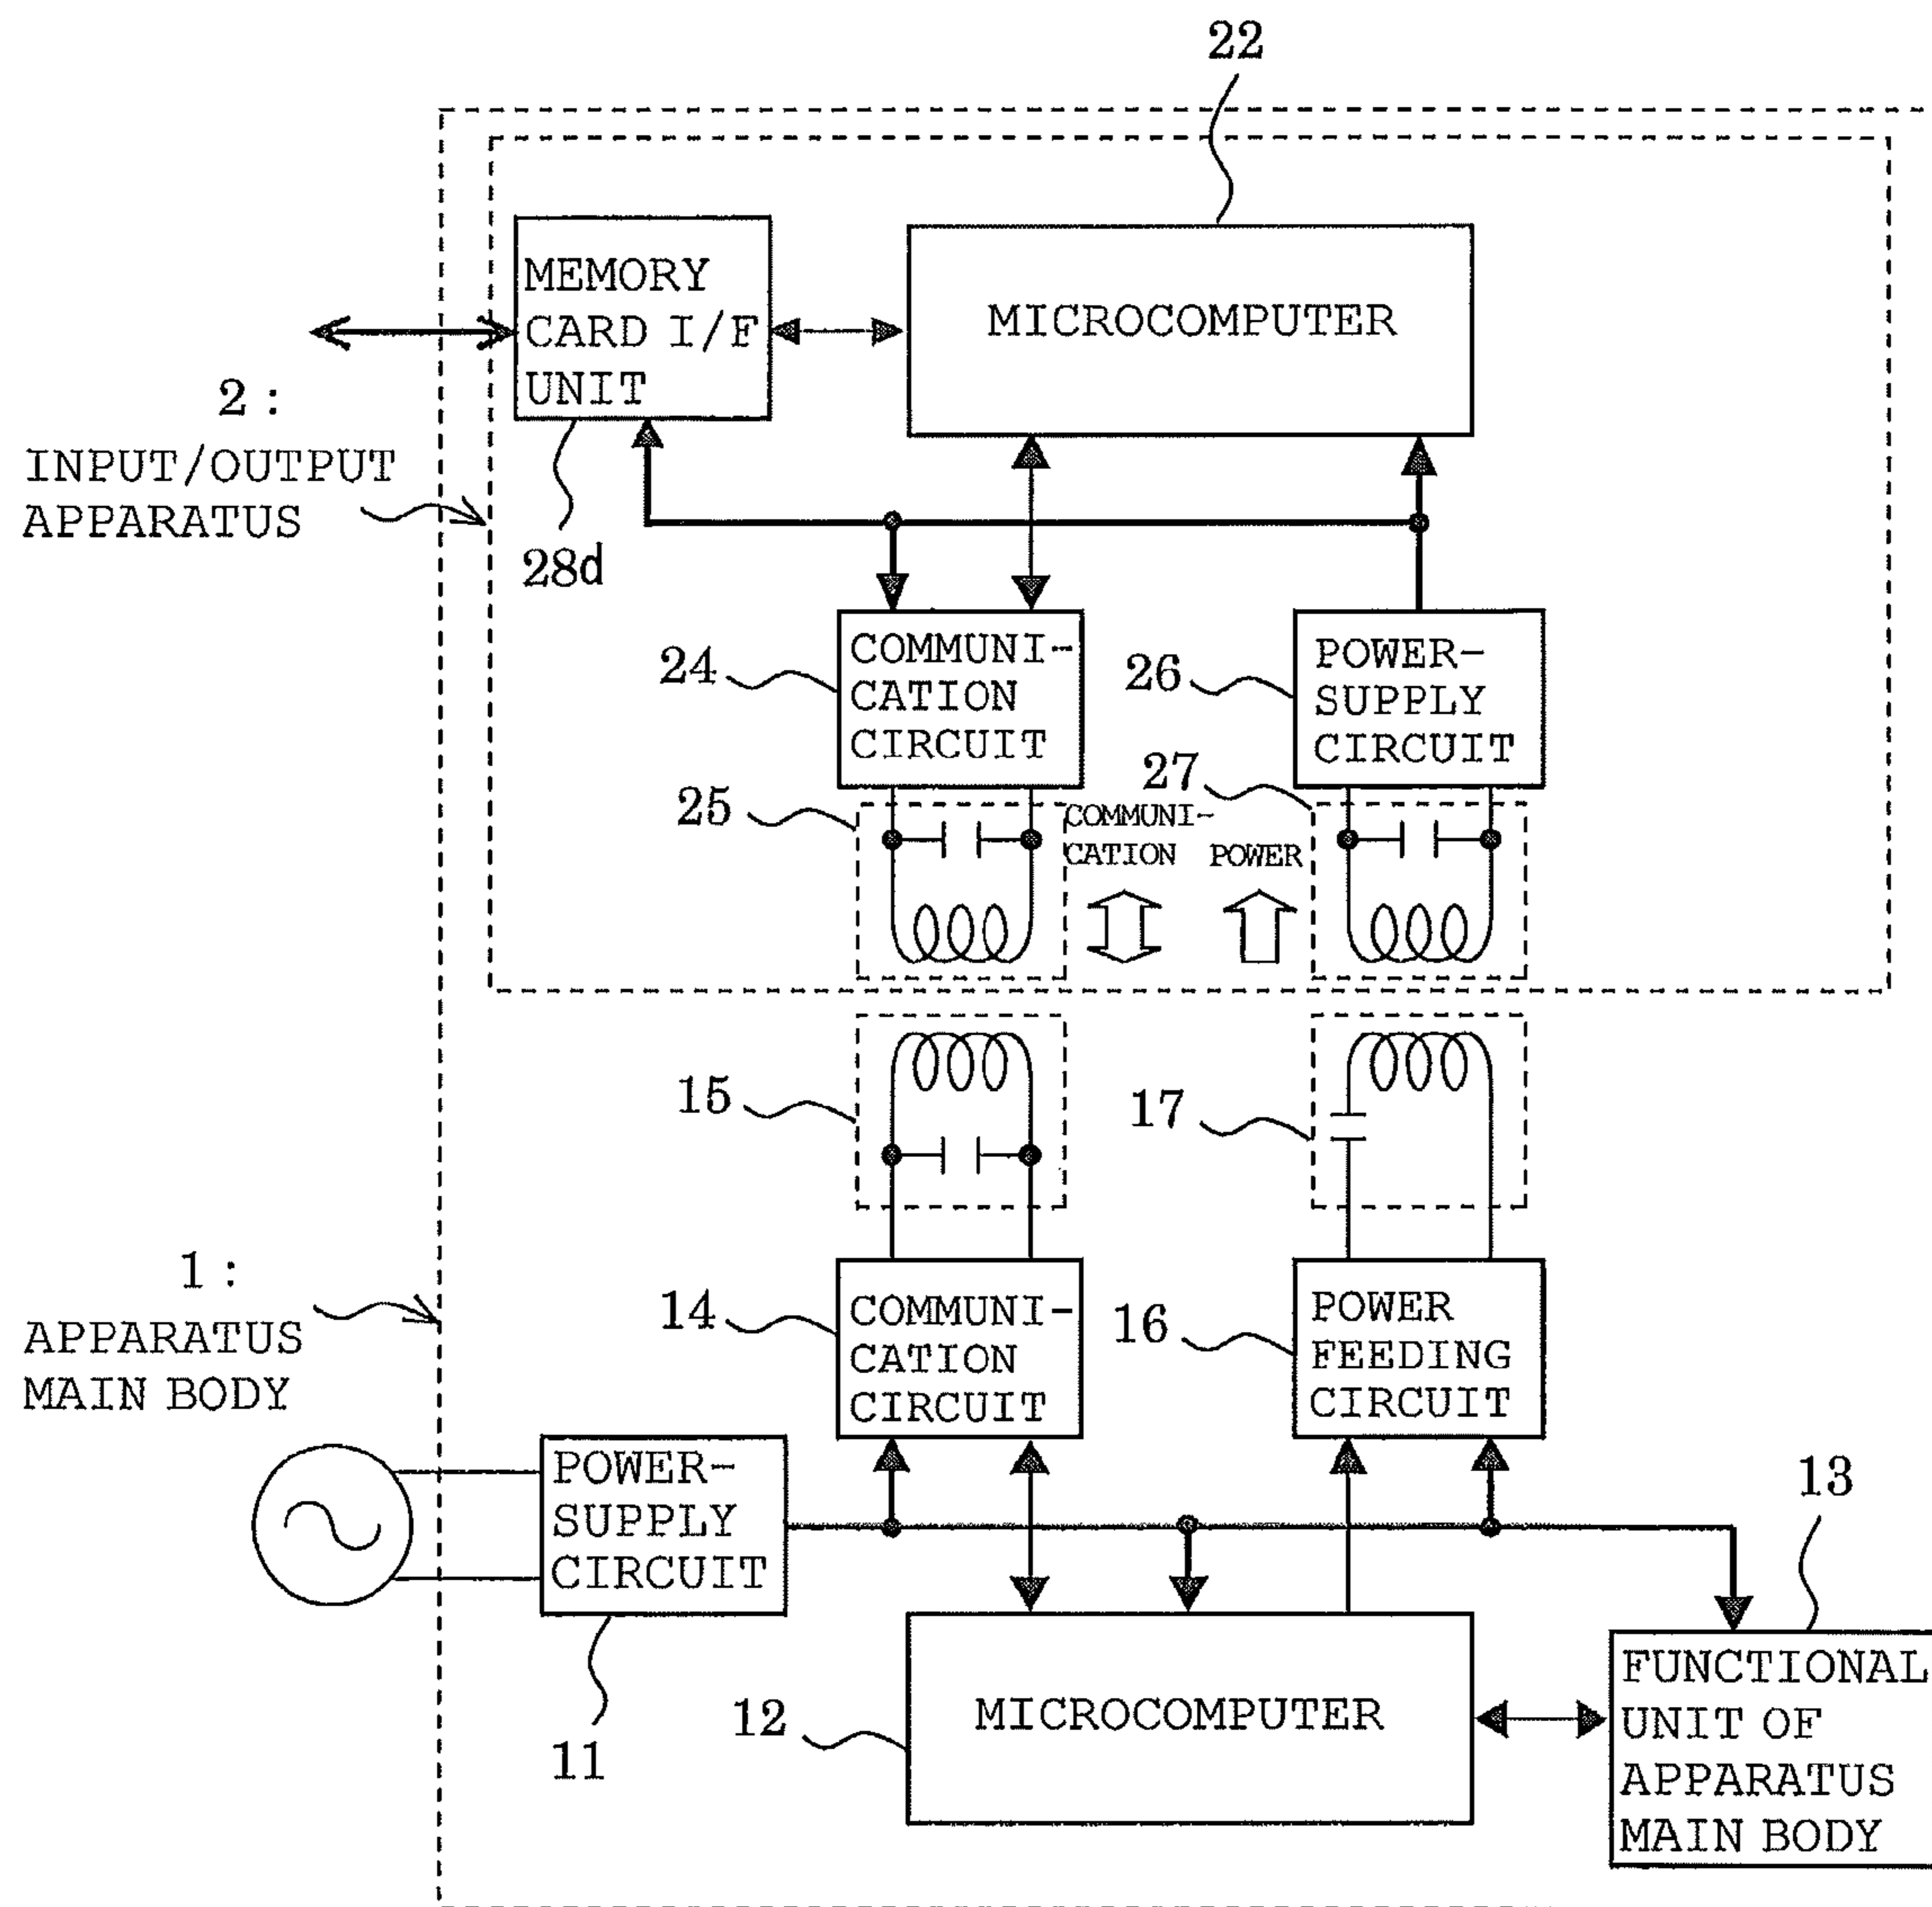 22
MEMORY
CARD I/F
UNIT
MICROCOMPUTER
2 :
INPUT/OUTPUT
APPARATUS
28d
24
COMMUNI-
CATION
CIRCUIT
26
POWER-
SUPPLY
CIRCUIT
25
COMMUNI-
CATION
POWER
27
15
17
1 :
APPARATUS
MAIN BODY
14
COMMUNI-
CATION
CIRCUIT
16
POWER
FEEDING
CIRCUIT
POWER-
SUPPLY
CIRCUIT
11
13
12
MICROCOMPUTER
FUNCTIONAL
UNIT OF
APPARATUS
MAIN BODY